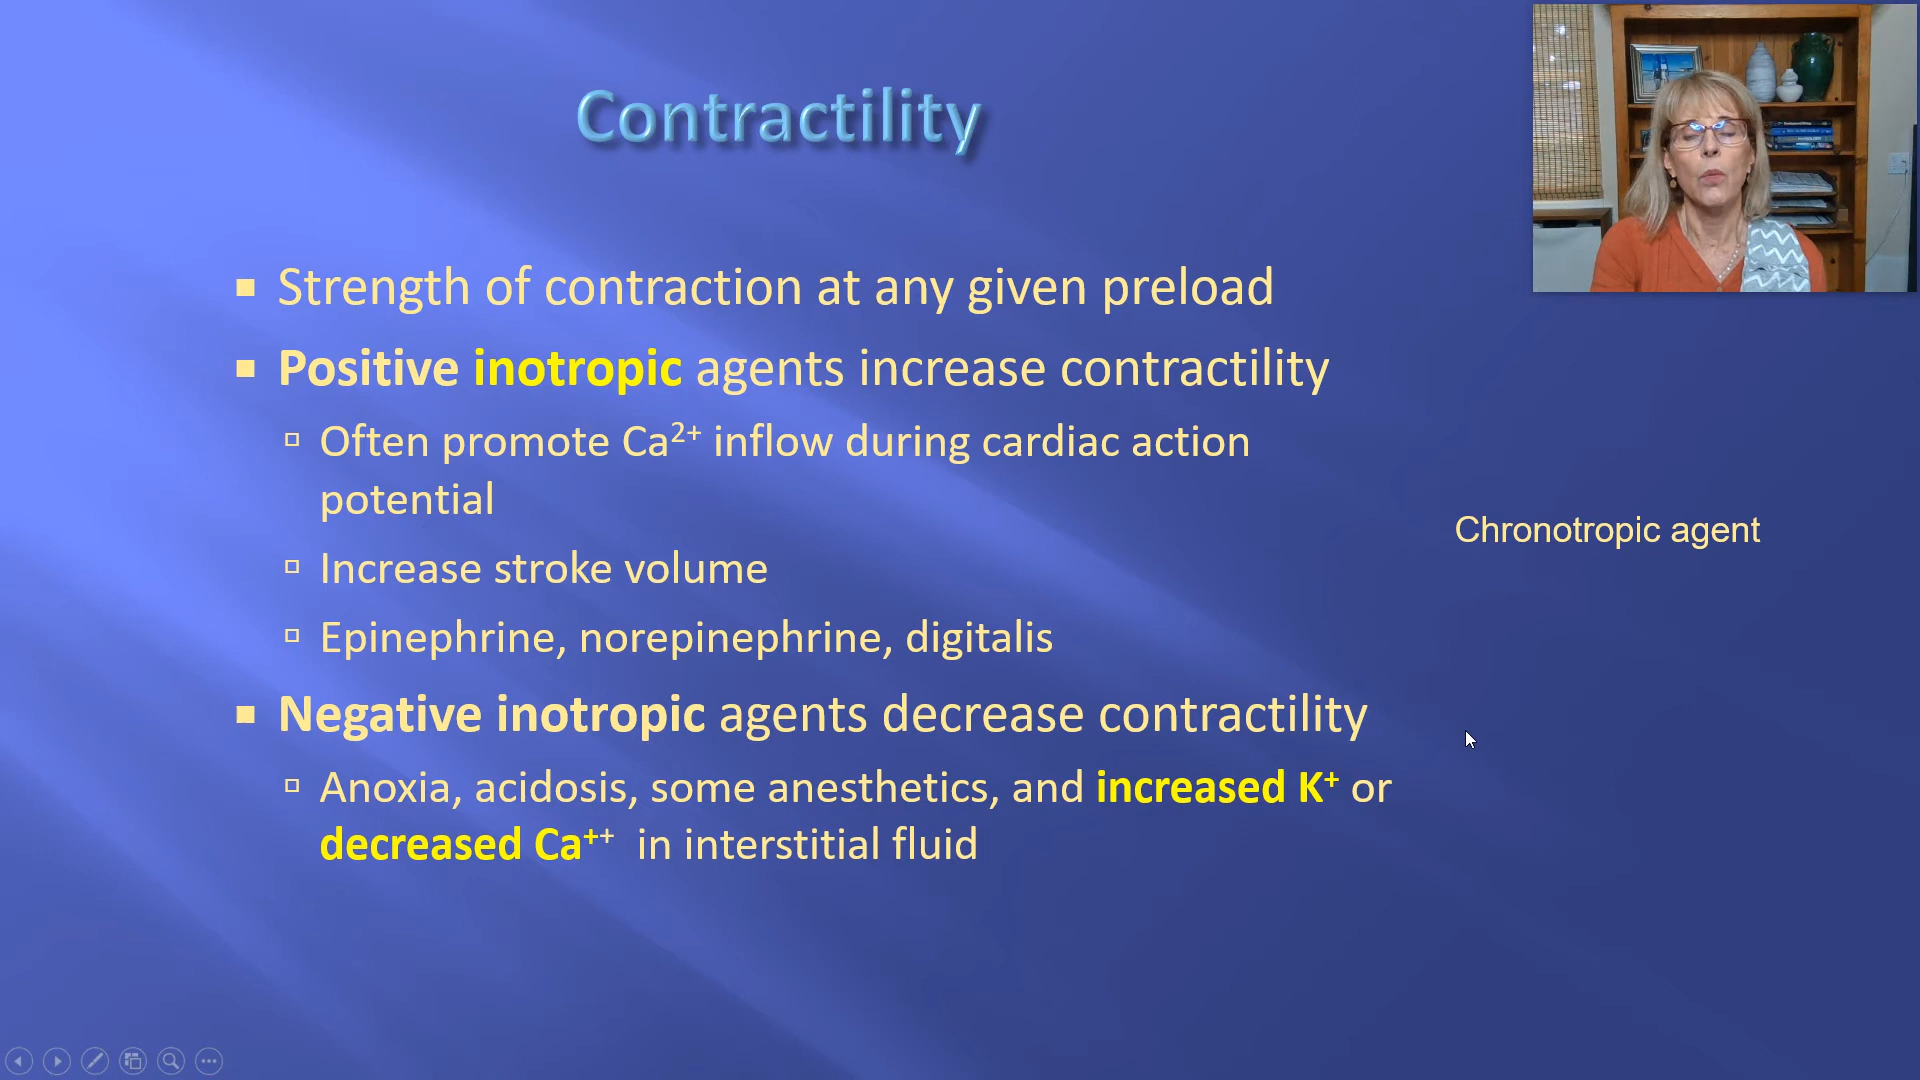 Contractility
Strength of contraction at any given preload
Positive inotropic agents increase contractility
Often promote Ca²⁺ inflow during cardiac action
potential
Increase stroke volume
Epinephrine, norepinephrine, digitalis
Negative inotropic agents decrease contractility
Anoxia, acidosis, some anesthetics, and increased K⁺ or
decreased Ca⁺⁺ in interstitial fluid
Chronotropic agent